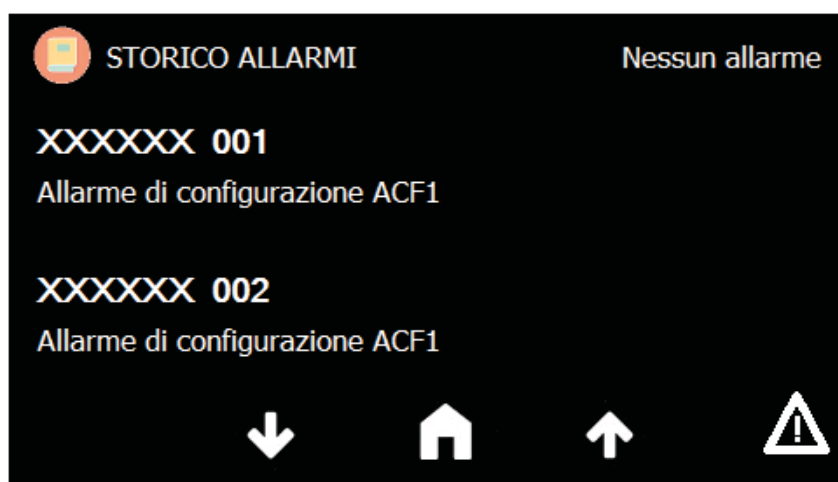 STORICO ALLARMI Nessun allarme
XXXXXX 001
Allarme di configurazione ACF1
XXXXXX 002
Allarme di configurazione ACF1